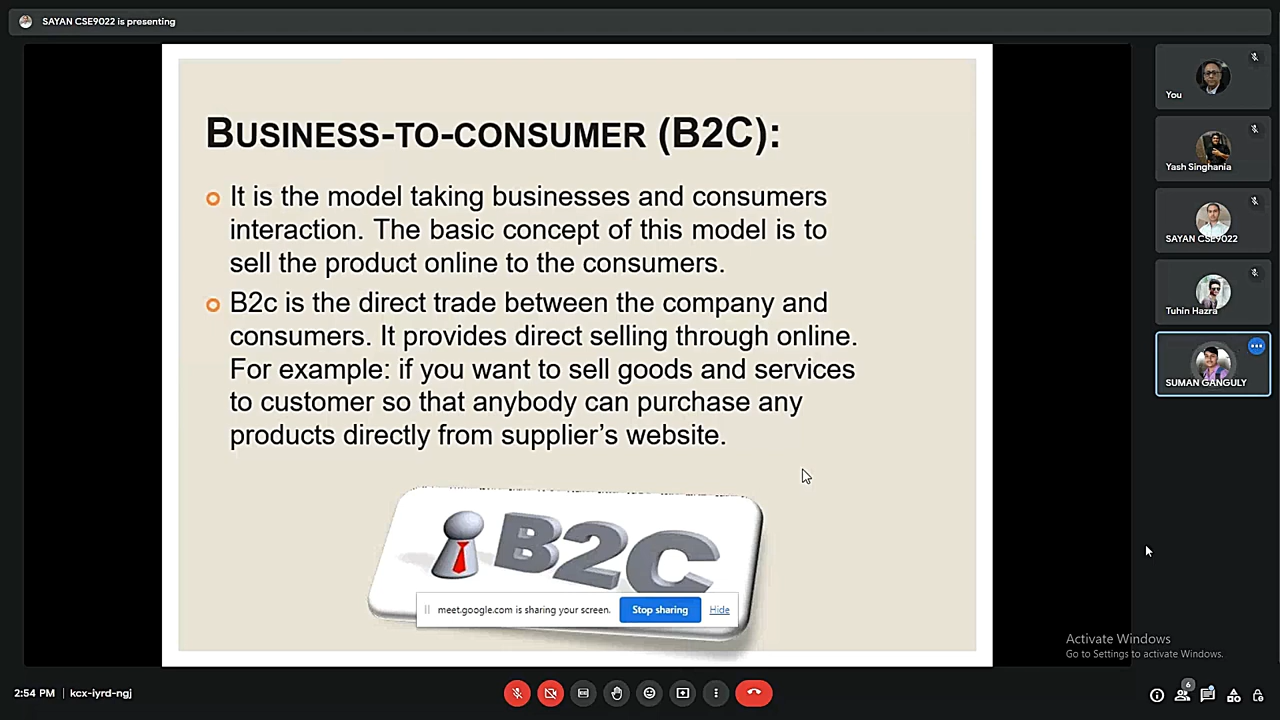 SAYAN CSE9022 is presenting
BUSINESS-TO-CONSUMER (B2C):
It is the model taking businesses and consumers
interaction. The basic concept of this model is to
sell the product online to the consumers.
B2c is the direct trade between the company and
consumers. It provides direct selling through online.
For example: if you want to sell goods and services
to customer so that anybody can purchase any
products directly from supplier’s website.
B2C
meet.google.com is sharing your screen.
Stop sharing
Hide
You
Yash Singhania
SAYAN CSE9022
Tuhin Hazra
SUMAN GANGULY
Activate Windows
Go to Settings to activate Windows.
2:54 PM | kcx-iyrd-ngj
6